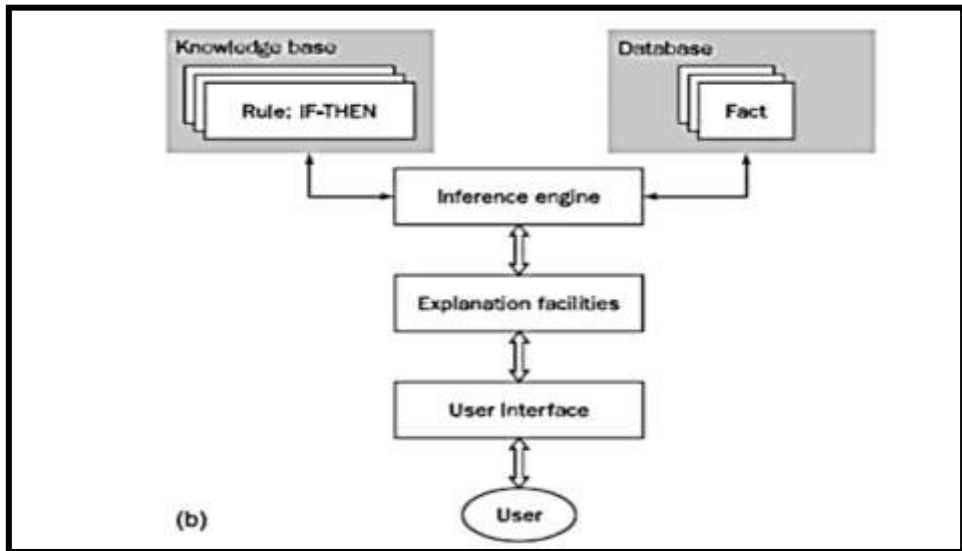 Knowledge base
Database
Rule: IF-THEN
Fact
Inference engine
Explanation facilities
User interface
User
(b)